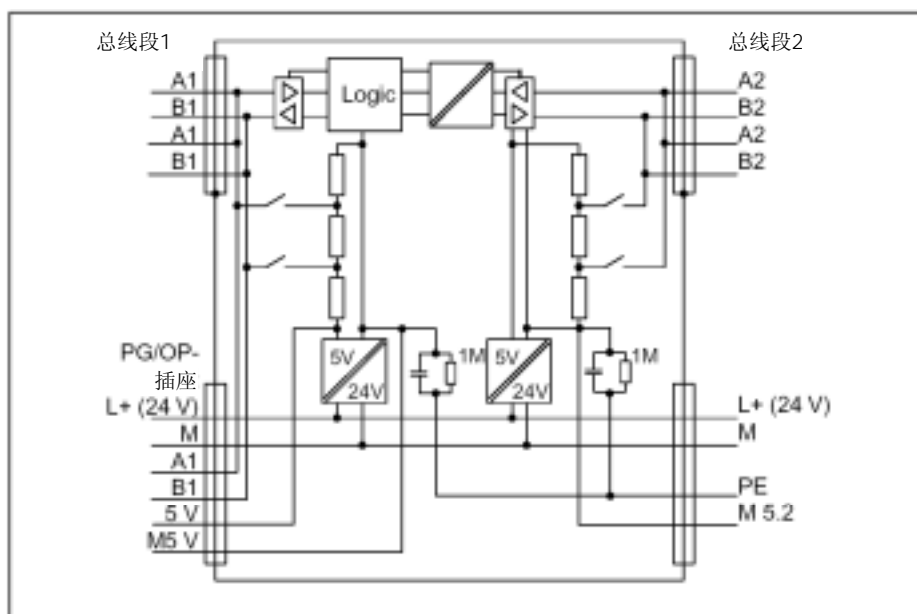 总线段1
总线段2
A1
B1
A1
B1
Logic
A2
B2
A2
B2
PG/OP-
插座
5V
24V
1M
5V
24V
1M
L+ (24 V)
M
A1
B1
5 V
M5 V
L+ (24 V)
M
PE
M 5.2